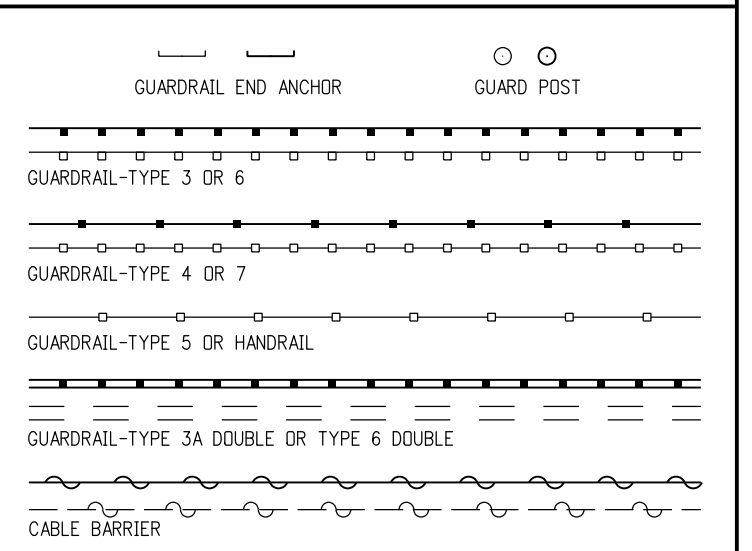 GUARDRAIL END ANCHOR
GUARD POST
GUARDRAIL-TYPE 3 OR 6
GUARDRAIL-TYPE 4 OR 7
GUARDRAIL-TYPE 5 OR HANDRAIL
GUARDRAIL-TYPE 3A DOUBLE OR TYPE 6 DOUBLE
CABLE BARRIER